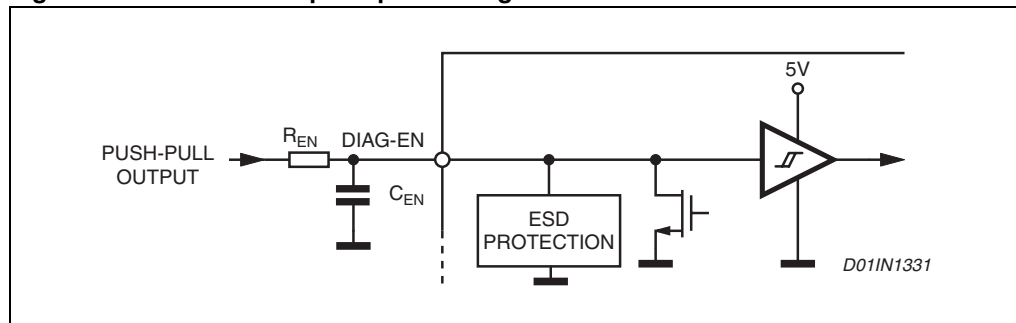 5V
R_EN DIAG-EN
PUSH-PULL
OUTPUT
C_EN
ESD
PROTECTION
D01IN1331